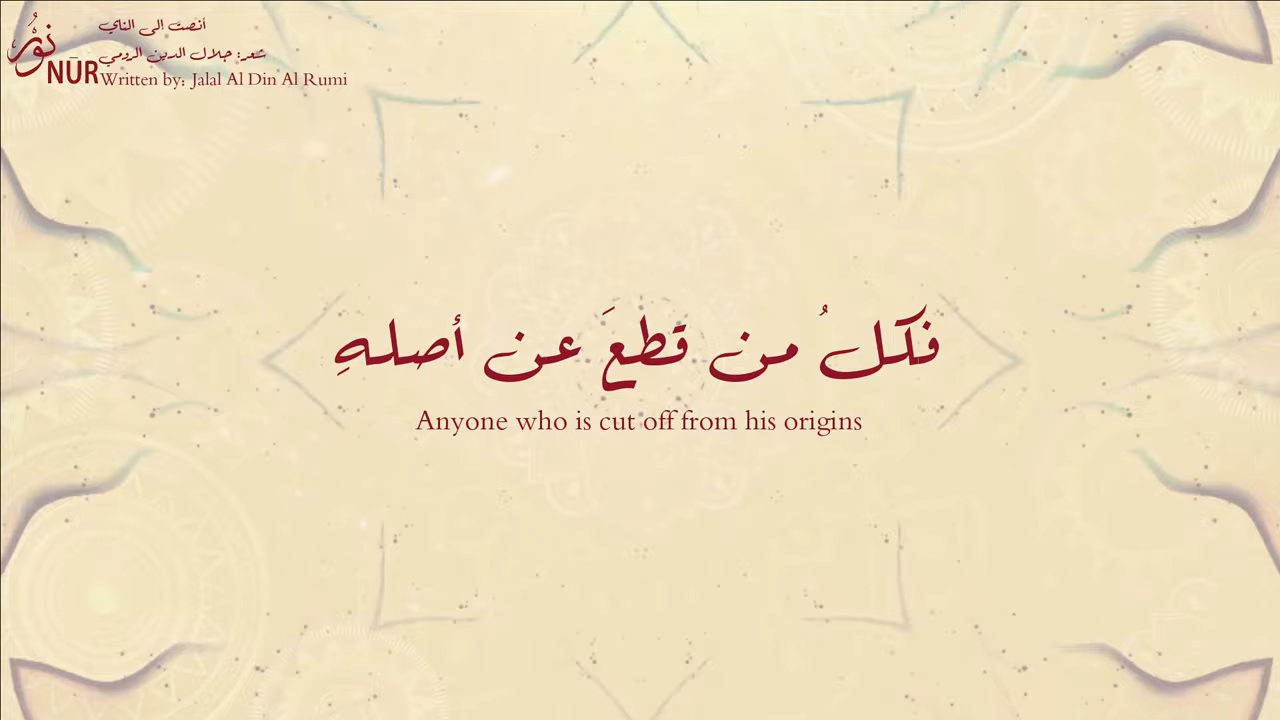 أنصت الى الناي
شعر: جلال الدين الرومي
نور
NŪR
Written by: Jalal Al Din Al Rumi
فكلُ من قطعَ عن أصلهِ
Anyone who is cut off from his origins